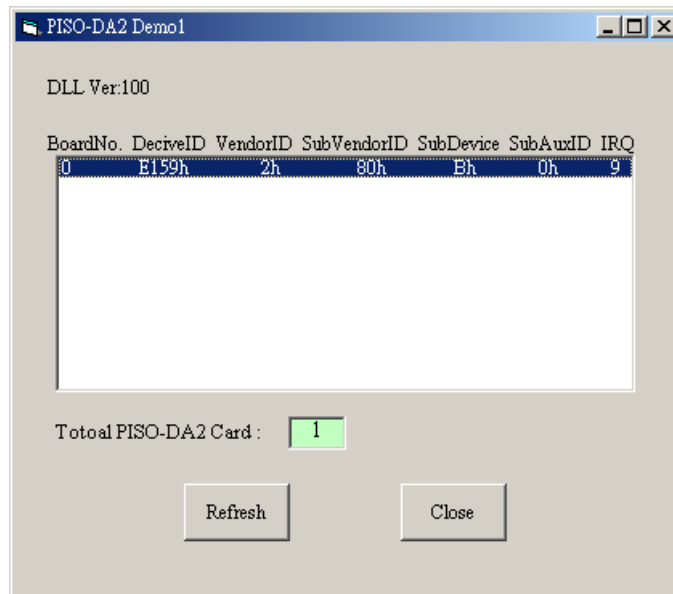 PISO-DA2 Demo1
DLL Ver:100
BoardNo. DeciveID VendorID SubVendorID SubDevice SubAuxID IRQ
0 E159h 2h 80h Bh 0h 9
Totoal PISO-DA2 Card : 1
Refresh Close